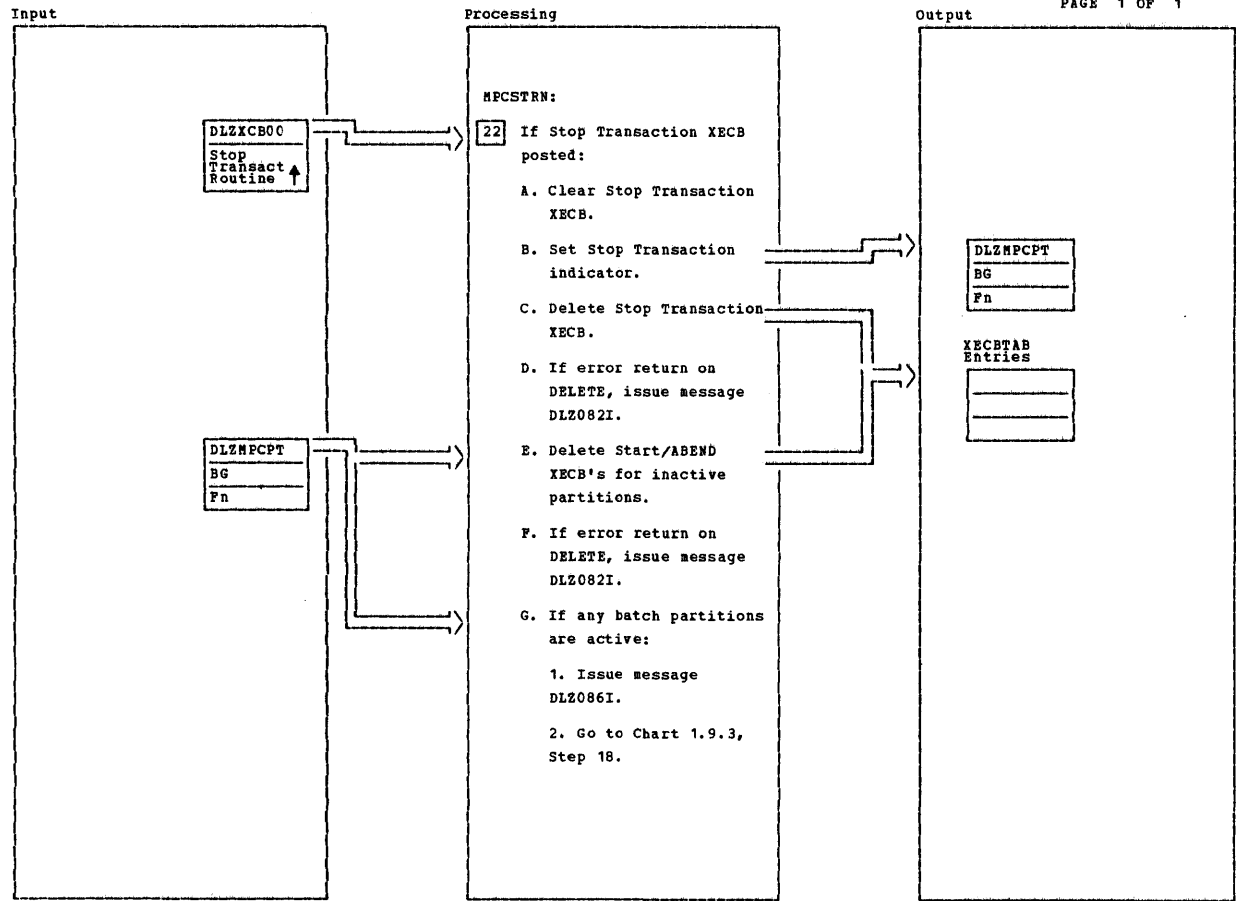 PAGE 1 OF 1
Input
Processing
Output
DLZXCB00
Stop
Transact
Routine
DLZMPCPT
BG
Fn
MPCSTRN:
22 If Stop Transaction XECB
posted:
A. Clear Stop Transaction
XECB.
B. Set Stop Transaction
indicator.
C. Delete Stop Transaction
XECB.
D. If error return on
DELETE, issue message
DLZ082I.
E. Delete Start/ABEND
XECB's for inactive
partitions.
F. If error return on
DELETE, issue message
DLZ082I.
G. If any batch partitions
are active:
1. Issue message
DLZ086I.
2. Go to Chart 1.9.3,
Step 18.
DLZMPCPT
BG
Fn
XECBTAB
Entries